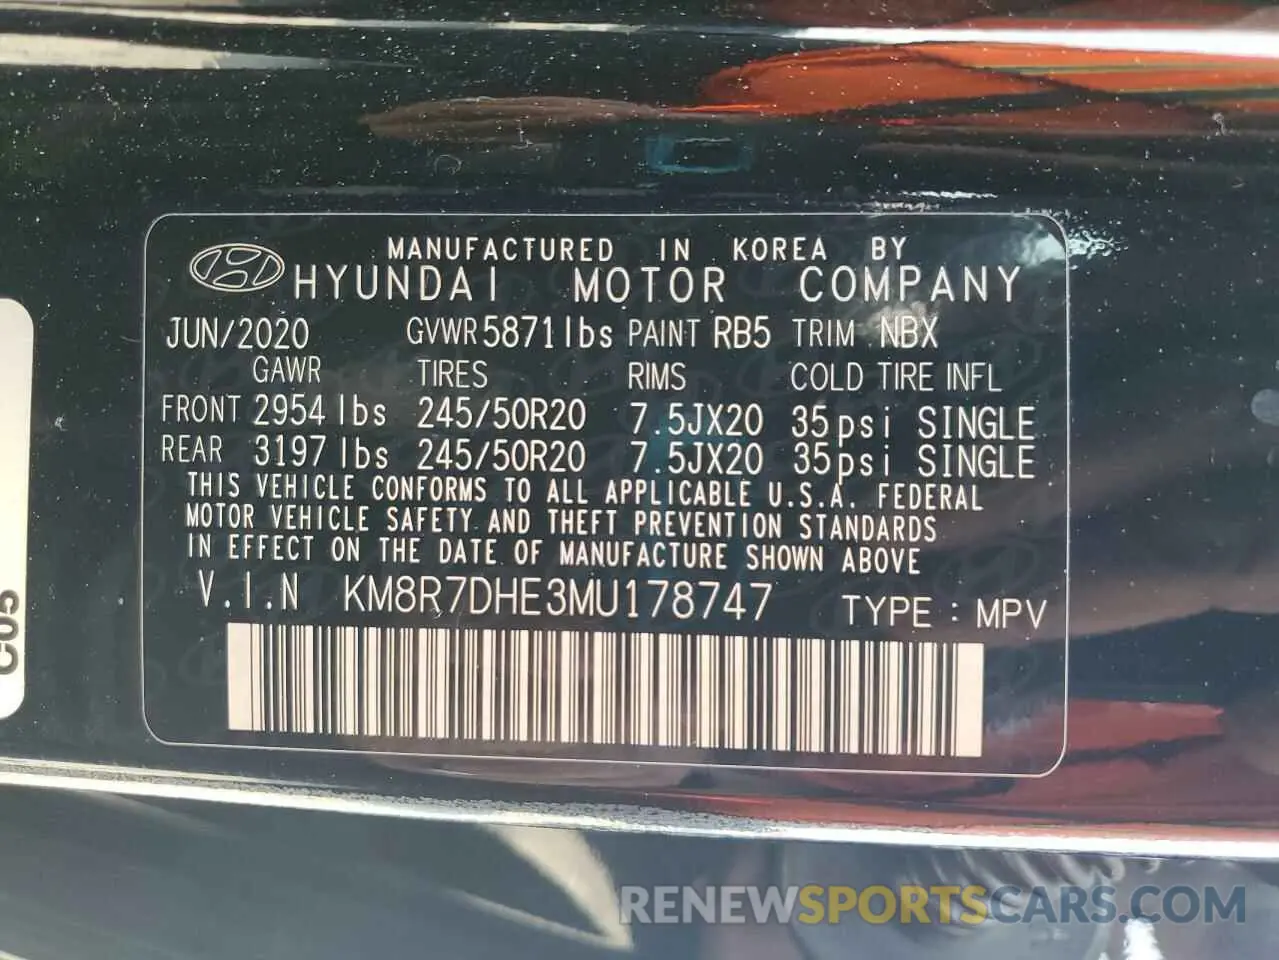 MANUFACTURED IN KOREA BY
HYUNDAI MOTOR COMPANY
JUN/2020 GVWR 5871lbs PAINT RB5 TRIM NBX
GAWR TIRES RIMS COLD TIRE INFL
FRONT 2954 lbs 245/50R20 7.5JX20 35psi SINGLE
REAR 3197 lbs 245/50R20 7.5JX20 35psi SINGLE
THIS VEHICLE CONFORMS TO ALL APPLICABLE U.S.A. FEDERAL
MOTOR VEHICLE SAFETY AND THEFT PREVENTION STANDARDS
IN EFFECT ON THE DATE OF MANUFACTURE SHOWN ABOVE
V.I.N KM8R7DHE3MU178747 TYPE : MPV
C05
RENEWSPORTSCARS.COM